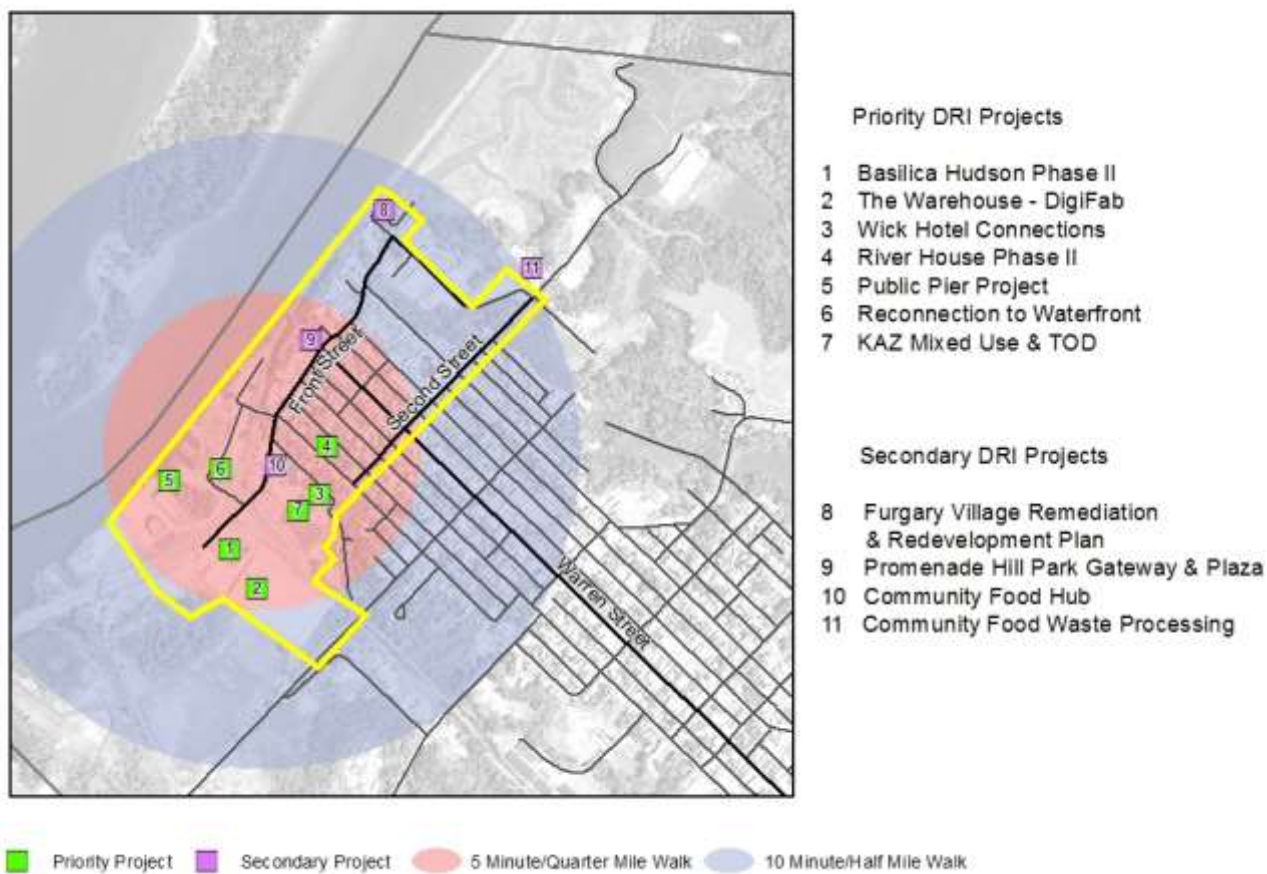 8
11
9
Front Street
Second Street
4
10
6
5
3
7
1
2
Warren Street
Priority DRI Projects
1 Basilica Hudson Phase II
2 The Warehouse - DigiFab
3 Wick Hotel Connections
4 River House Phase II
5 Public Pier Project
6 Reconnection to Waterfront
7 KAZ Mixed Use & TOD
Secondary DRI Projects
8 Furgary Village Remediation
& Redevelopment Plan
9 Promenade Hill Park Gateway & Plaza
10 Community Food Hub
11 Community Food Waste Processing
Priority Project
Secondary Project
5 Minute/Quarter Mile Walk
10 Minute/Half Mile Walk